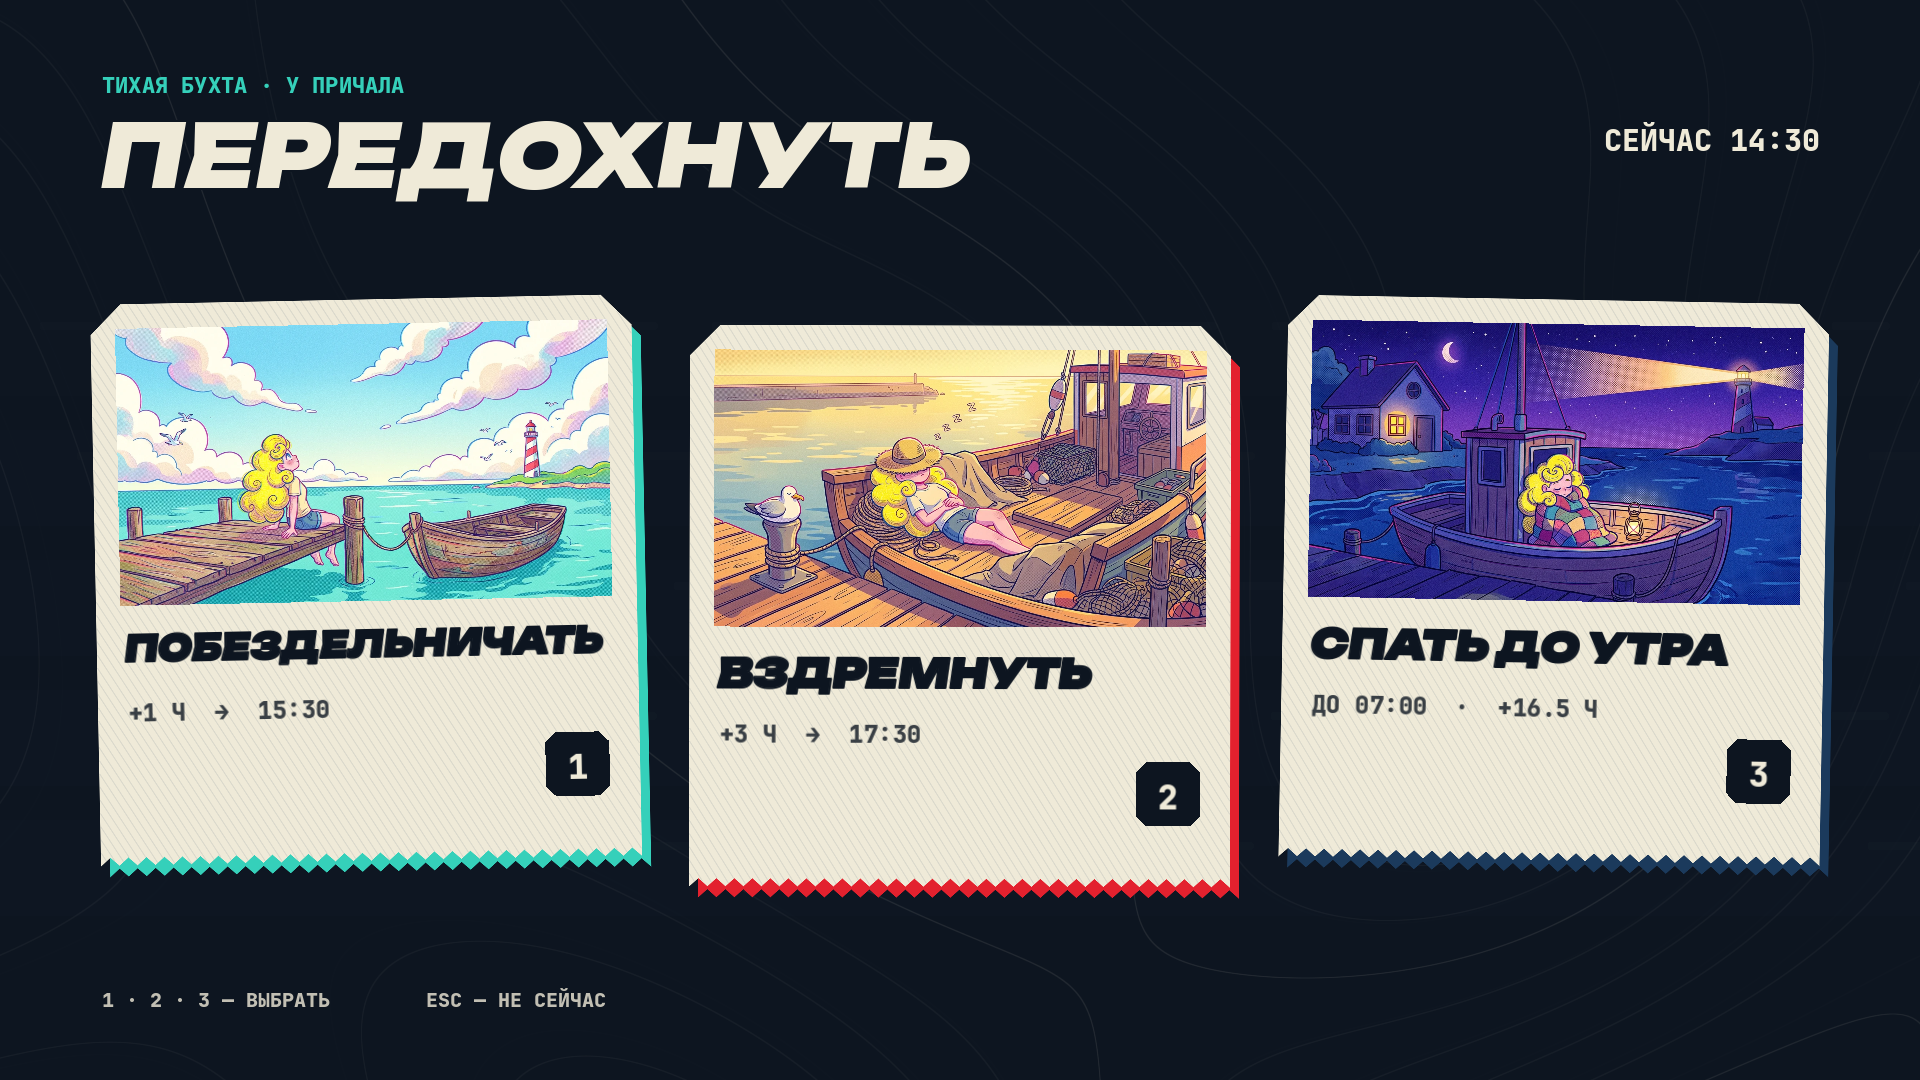 ТИХАЯ БУХТА · У ПРИЧАЛА
ПЕРЕДОХНУТЬ
СЕЙЧАС 14:30
ПОБЕЗДЕЛЬНИЧАТЬ
+1 Ч → 15:30
1
z z z z z
ВЗДРЕМНУТЬ
+3 Ч → 17:30
2
СПАТЬ ДО УТРА
ДО 07:00 · +16.5 Ч
3
1 · 2 · 3 — ВЫБРАТЬ
ESC — НЕ СЕЙЧАС